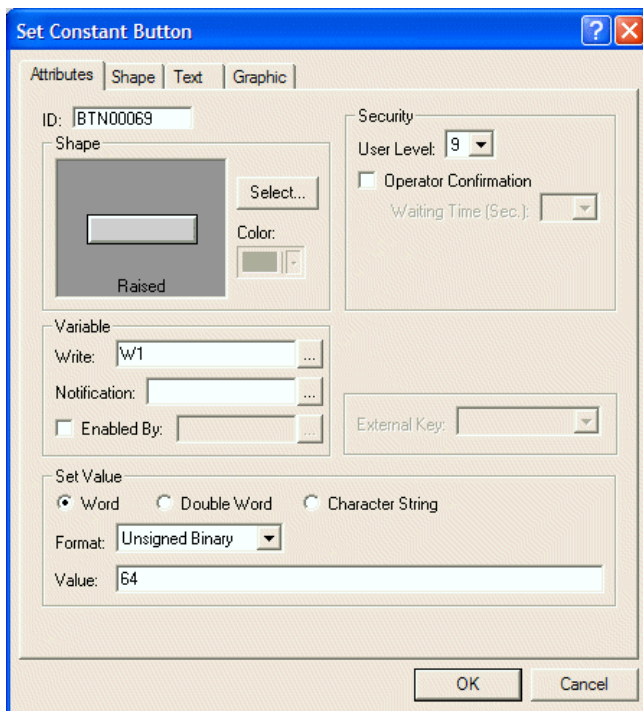 Set Constant Button
Attributes Shape Text Graphic
ID: BTN00069
Shape
Select...
Color:
Raised
Security
User Level: 9
Operator Confirmation
Waiting Time (Sec.):
Variable
Write: W1 ...
Notification: ...
Enabled By: ...
External Key:
Set Value
Word Double Word Character String
Format: Unsigned Binary
Value: 64
OK Cancel